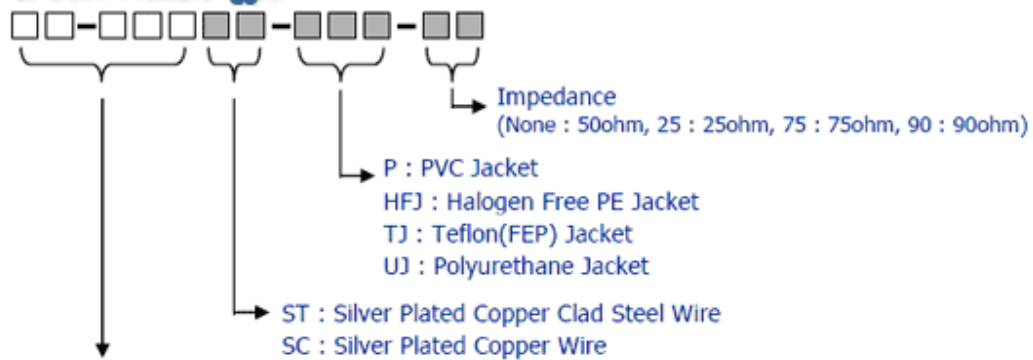 Impedance
(None : 50ohm, 25 : 25ohm, 75 : 75ohm, 90 : 90ohm)
P : PVC Jacket
HFJ : Halogen Free PE Jacket
TJ : Teflon(FEP) Jacket
UJ : Polyurethane Jacket
ST : Silver Plated Copper Clad Steel Wire
SC : Silver Plated Copper Wire